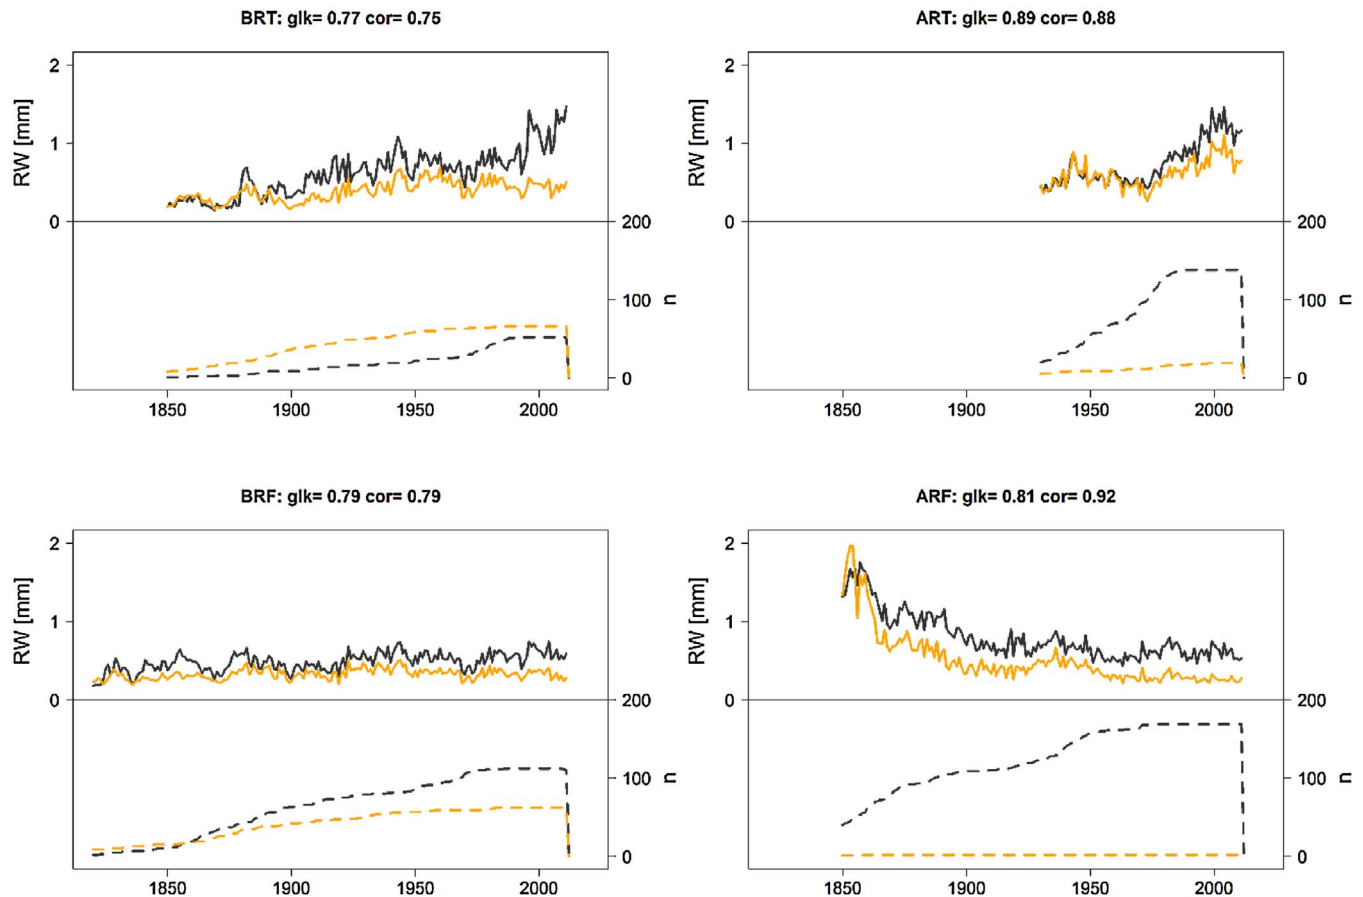 BRT: glk= 0.77 cor= 0.75
RW [mm]
2
1
0
200
100
0
n
1850 1900 1950 2000
ART: glk= 0.89 cor= 0.88
RW [mm]
2
1
0
200
100
0
n
1850 1900 1950 2000
BRF: glk= 0.79 cor= 0.79
RW [mm]
2
1
0
200
100
0
n
1850 1900 1950 2000
ARF: glk= 0.81 cor= 0.92
RW [mm]
2
1
0
200
100
0
n
1850 1900 1950 2000